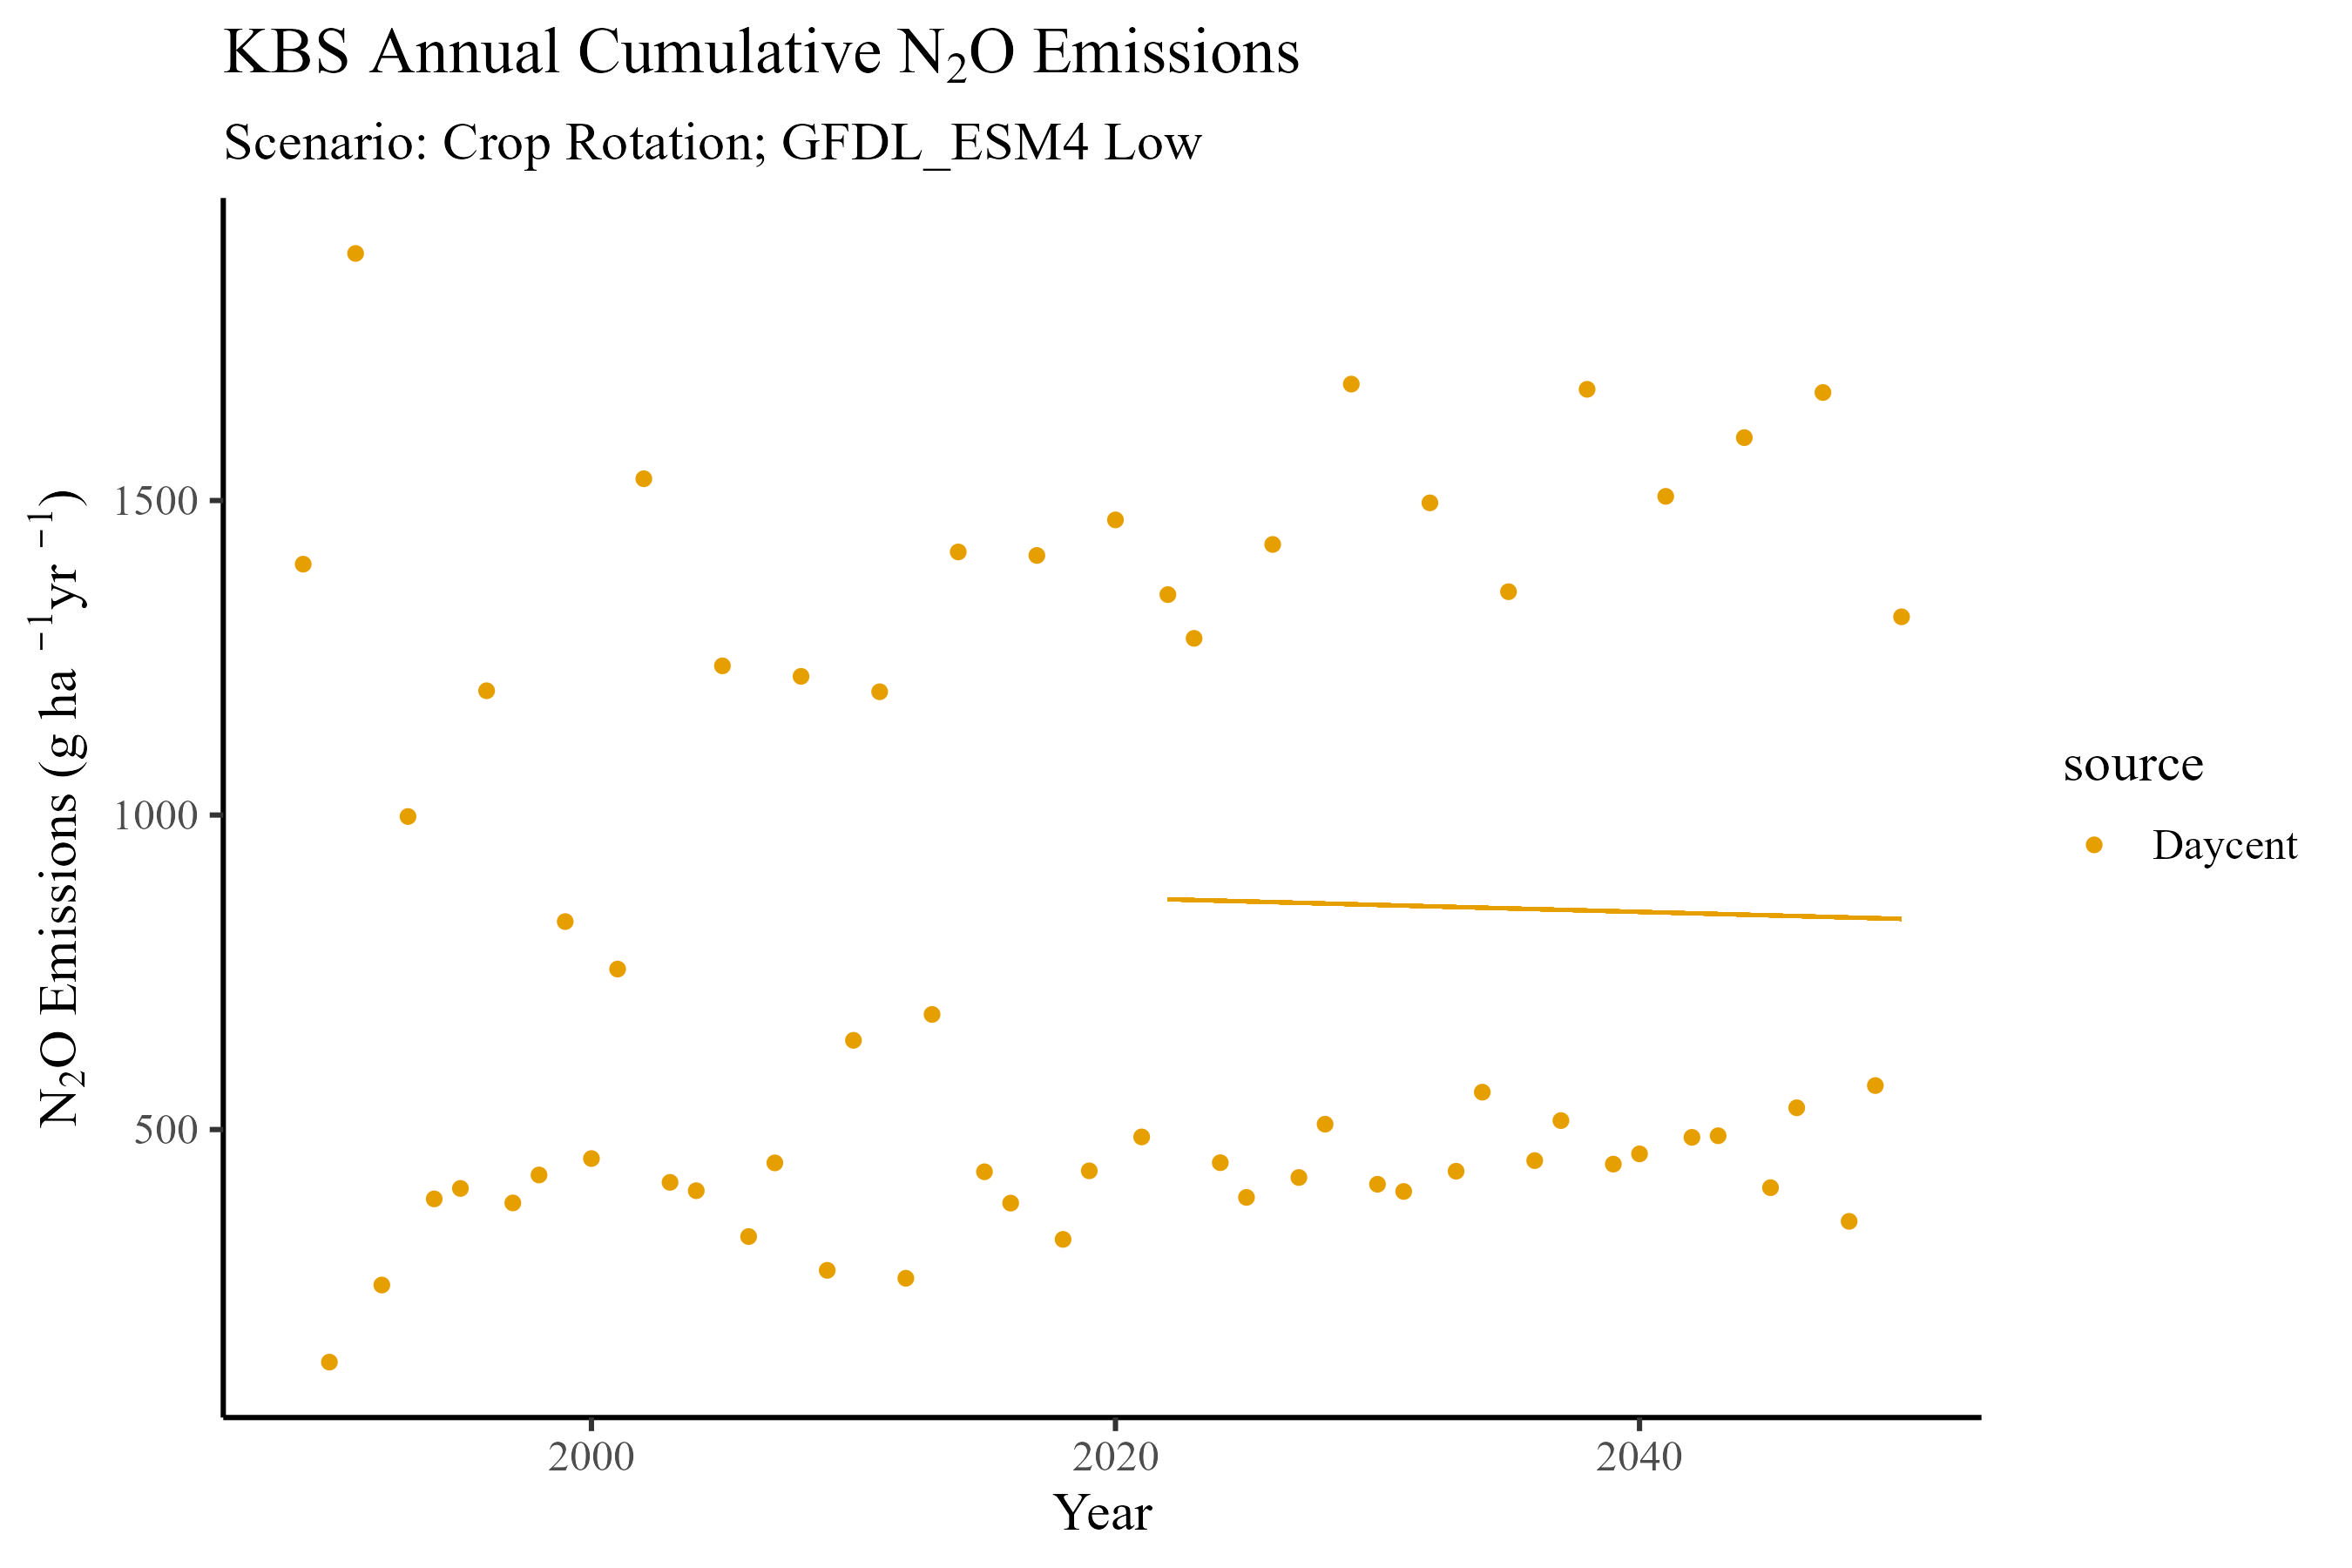 KBS Annual Cumulative N₂O Emissions
Scenario: Crop Rotation; GFDL_ESM4 Low
N₂O Emissions (g ha⁻¹yr⁻¹)
1500
1000
500
2000
2020
2040
Year
source
Daycent